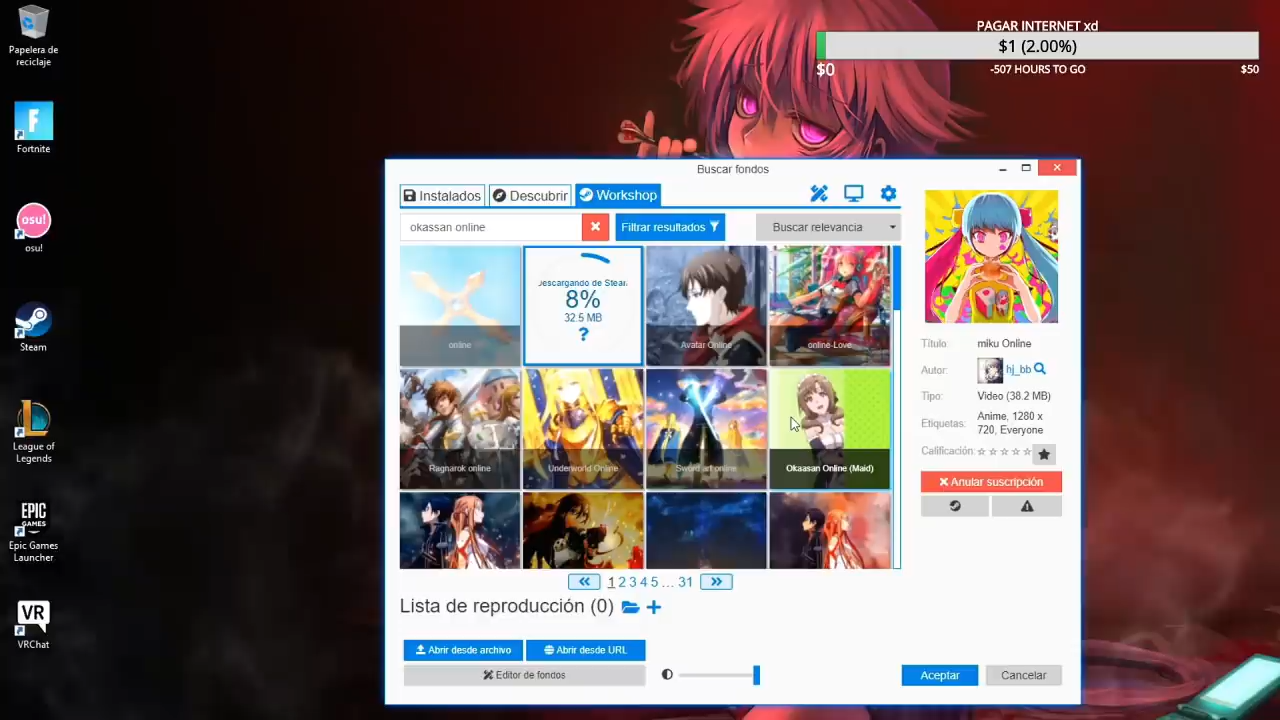 Papelera de
reciclaje
Fortnite
osu!
osu!
Steam
League of
Legends
EPIC
GAMES
Epic Games
Launcher
VR
VRChat
PAGAR INTERNET xd
$1 (2.00%)
$0
-507 HOURS TO GO
$50
Buscar fondos
Instalados
Descubrir
Workshop
okassan online
Filtrar resultados
Buscar relevancia
online
Descargando de Steam
8%
32.5 MB
?
Avatar Online
online-Love
Ragnarok online
Underworld Online
Sword art online
Okaasan Online (Maid)
1 2 3 4 5 ... 31
Lista de reproducción (0)
Abrir desde archivo
Abrir desde URL
Editor de fondos
Título: miku Online
Autor: hj_bb
Tipo: Video (38.2 MB)
Etiquetas: Anime, 1280 x
720, Everyone
Calificación:
Anular suscripción
Aceptar
Cancelar